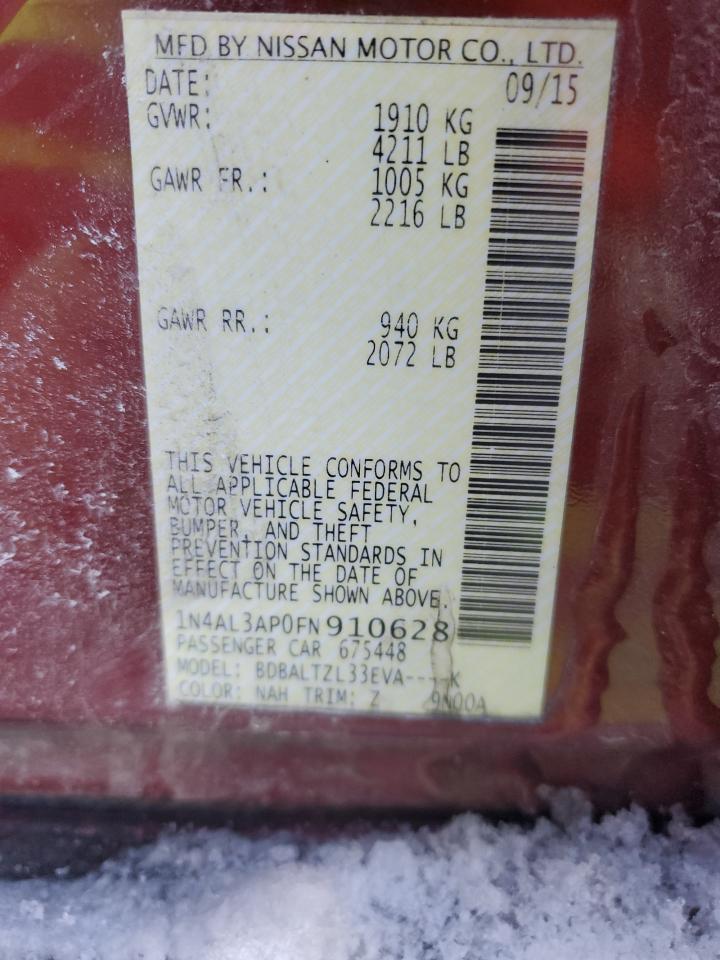 MFD BY NISSAN MOTOR CO., LTD.
DATE: 09/15
GVWR: 1910 KG
4211 LB
GAWR FR.: 1005 KG
2216 LB
GAWR RR.: 940 KG
2072 LB
THIS VEHICLE CONFORMS TO
ALL APPLICABLE FEDERAL
MOTOR VEHICLE SAFETY,
BUMPER, AND THEFT
PREVENTION STANDARDS IN
EFFECT ON THE DATE OF
MANUFACTURE SHOWN ABOVE.
1N4AL3AP0FN910628
PASSENGER CAR 675448
MODEL: BDBALTZL33EVA----K
COLOR: NAH TRIM: Z 9N00A